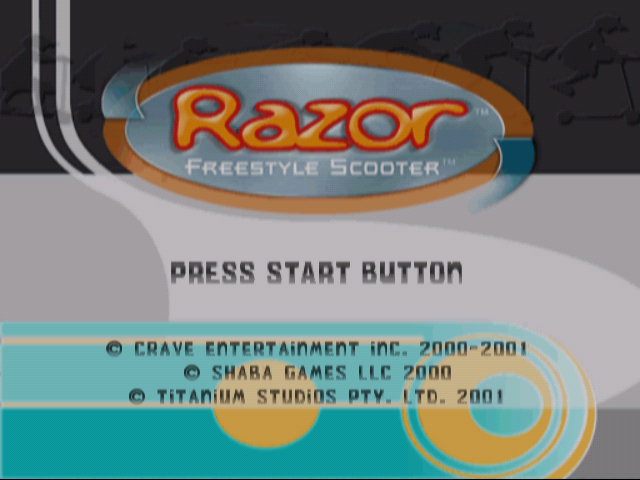 Razor™
FREESTYLE SCOOTER™
PRESS START BUTTON
© CRAVE ENTERTAINMENT INC. 2000-2001
© SHABA GAMES LLC 2000
© TITANIUM STUDIOS PTY. LTD. 2001